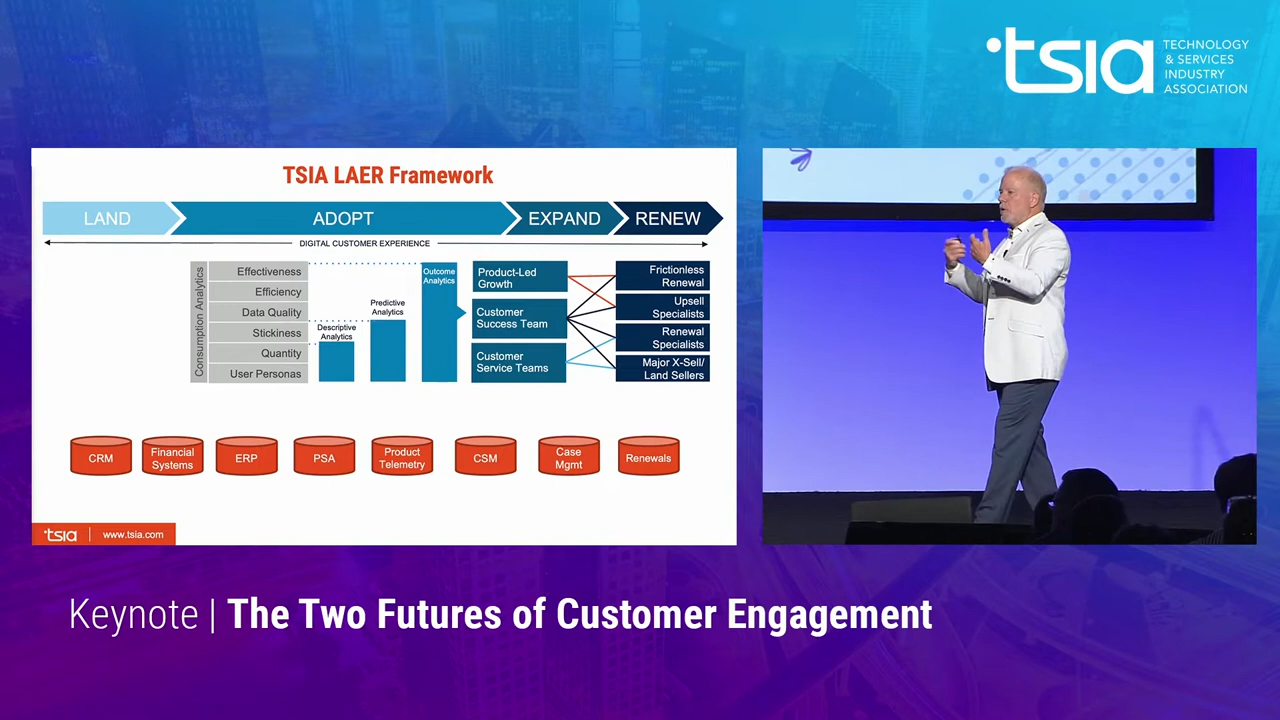 tsia
TECHNOLOGY
& SERVICES
INDUSTRY
ASSOCIATION
TSIA LAER Framework
LAND
ADOPT
EXPAND
RENEW
DIGITAL CUSTOMER EXPERIENCE
Consumption Analytics
Effectiveness
Efficiency
Data Quality
Stickiness
Quantity
User Personas
Descriptive
Analytics
Predictive
Analytics
Outcome
Analytics
Product-Led
Growth
Customer
Success Team
Customer
Service Teams
Frictionless
Renewal
Upsell
Specialists
Renewal
Specialists
Major X-Sell/
Land Sellers
CRM
Financial
Systems
ERP
PSA
Product
Telemetry
CSM
Case
Mgmt
Renewals
tsia
www.tsia.com
Keynote | The Two Futures of Customer Engagement